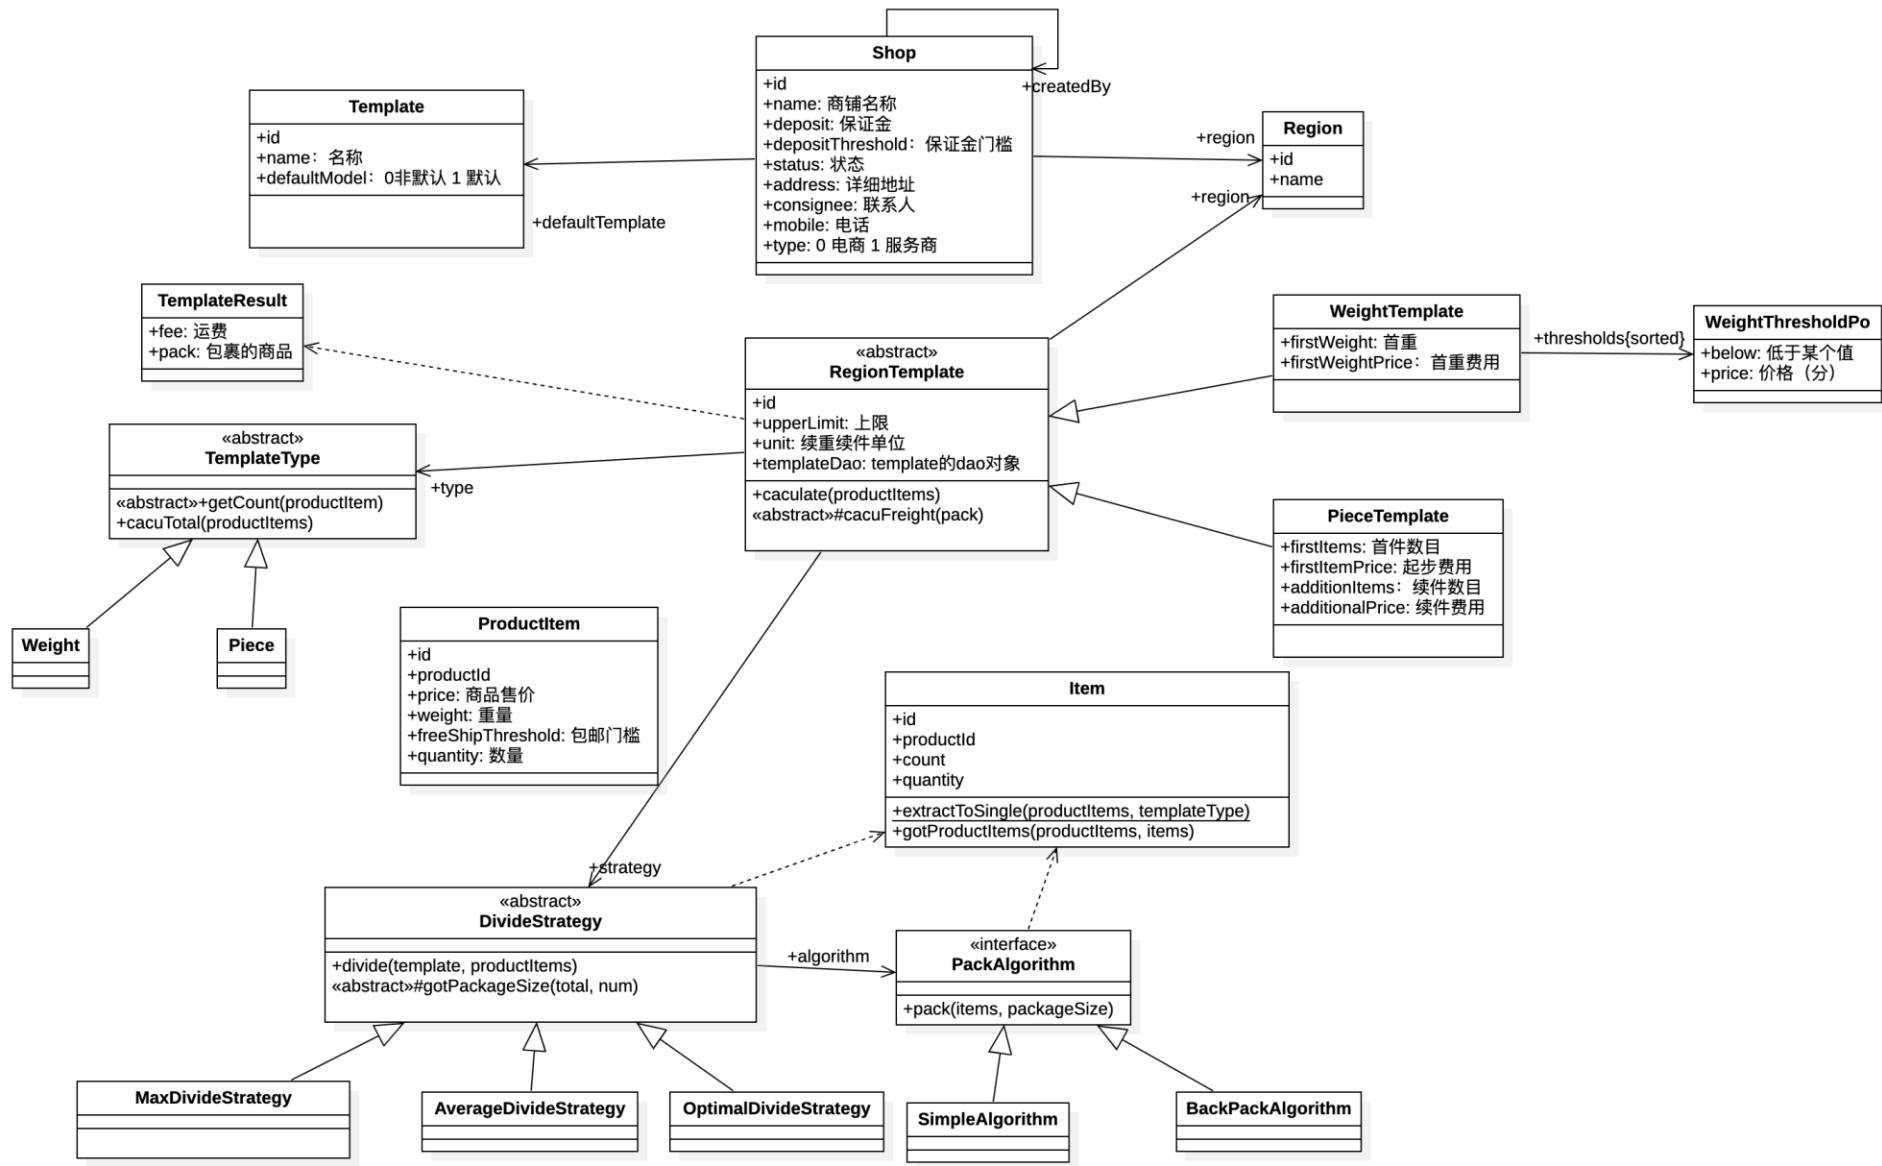 Shop
+id
+name: 商铺名称
+deposit: 保证金
+depositThreshold：保证金门槛
+status: 状态
+address: 详细地址
+consignee: 联系人
+mobile: 电话
+type: 0 电商 1 服务商
+createdBy
Template
+id
+name：名称
+defaultModel：0非默认 1 默认
+defaultTemplate
+region
Region
+id
+name
+region
TemplateResult
+fee: 运费
+pack: 包裹的商品
«abstract»
RegionTemplate
+id
+upperLimit: 上限
+unit: 续重续件单位
+templateDao: template的dao对象
+caculate(productItems)
«abstract»#cacuFreight(pack)
WeightTemplate
+firstWeight: 首重
+firstWeightPrice：首重费用
+thresholds{sorted}
WeightThresholdPo
+below: 低于某个值
+price: 价格（分）
«abstract»
TemplateType
«abstract»+getCount(productItem)
+cacuTotal(productItems)
+type
PieceTemplate
+firstItems: 首件数目
+firstItemPrice: 起步费用
+additionItems：续件数目
+additionalPrice: 续件费用
Weight
Piece
ProductItem
+id
+productId
+price: 商品售价
+weight: 重量
+freeShipThreshold: 包邮门槛
+quantity: 数量
Item
+id
+productId
+count
+quantity
+extractToSingle(productItems, templateType)
+gotProductItems(productItems, items)
+strategy
«abstract»
DivideStrategy
+divide(template, productItems)
«abstract»#gotPackageSize(total, num)
+algorithm
«interface»
PackAlgorithm
+pack(items, packageSize)
MaxDivideStrategy
AverageDivideStrategy
OptimalDivideStrategy
SimpleAlgorithm
BackPackAlgorithm